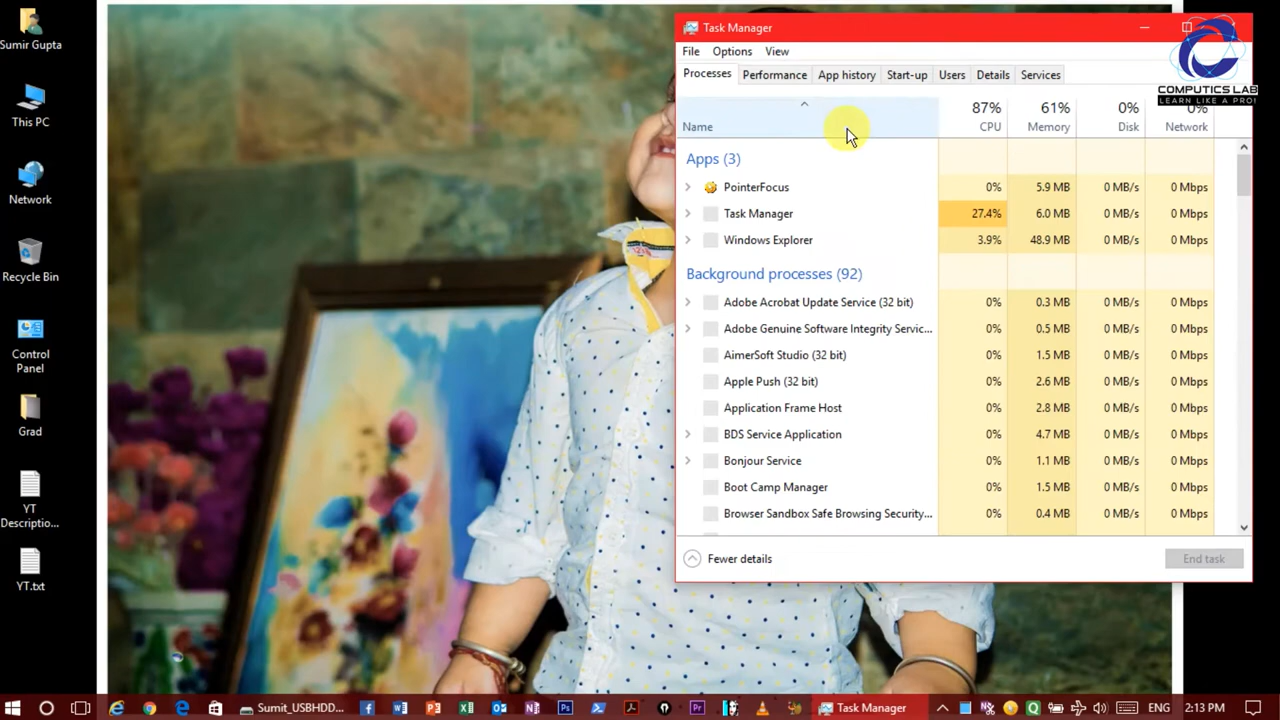 Sumir Gupta
This PC
Network
Recycle Bin
Control
Panel
Grad
YT
Descriptio...
YT.txt
Task Manager
COMPUTICS LAB
LEARN LIKE A PRO!
File Options View
Processes Performance App history Start-up Users Details Services
87% 61% 0% 0%
Name CPU Memory Disk Network
Apps (3)
PointerFocus 0% 5.9 MB 0 MB/s 0 Mbps
Task Manager 27.4% 6.0 MB 0 MB/s 0 Mbps
Windows Explorer 3.9% 48.9 MB 0 MB/s 0 Mbps
Background processes (92)
Adobe Acrobat Update Service (32 bit) 0% 0.3 MB 0 MB/s 0 Mbps
Adobe Genuine Software Integrity Servic... 0% 0.5 MB 0 MB/s 0 Mbps
AimerSoft Studio (32 bit) 0% 1.5 MB 0 MB/s 0 Mbps
Apple Push (32 bit) 0% 2.6 MB 0 MB/s 0 Mbps
Application Frame Host 0% 2.8 MB 0 MB/s 0 Mbps
BDS Service Application 0% 4.7 MB 0 MB/s 0 Mbps
Bonjour Service 0% 1.1 MB 0 MB/s 0 Mbps
Boot Camp Manager 0% 1.5 MB 0 MB/s 0 Mbps
Browser Sandbox Safe Browsing Security... 0% 0.4 MB 0 MB/s 0 Mbps
Fewer details End task
Sumit_USBHDD... Task Manager ENG 2:13 PM